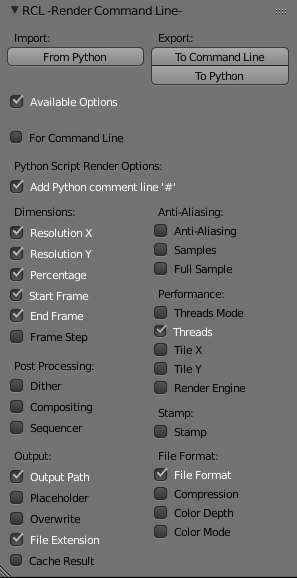 RCL -Render Command Line-
Import:
Export:
From Python
To Command Line
To Python
Available Options
For Command Line
Python Script Render Options:
Add Python comment line '#'
Dimensions:
Resolution X
Resolution Y
Percentage
Start Frame
End Frame
Frame Step
Post Processing:
Dither
Compositing
Sequencer
Output:
Output Path
Placeholder
Overwrite
File Extension
Cache Result
Anti-Aliasing:
Anti-Aliasing
Samples
Full Sample
Performance:
Threads Mode
Threads
Tile X
Tile Y
Render Engine
Stamp:
Stamp
File Format:
File Format
Compression
Color Depth
Color Mode